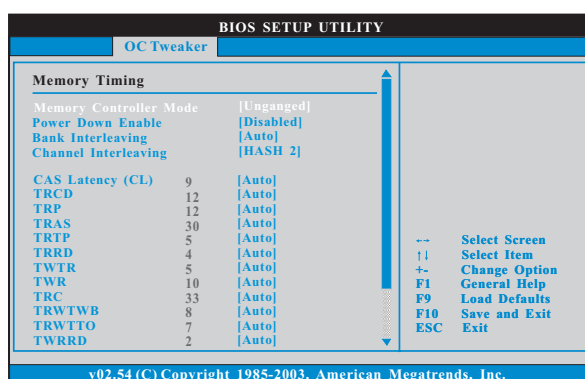 BIOS SETUP UTILITY
OC Tweaker
Memory Timing
Memory Controller Mode [Unganged]
Power Down Enable [Disabled]
Bank Interleaving [Auto]
Channel Interleaving [HASH 2]
CAS Latency (CL) 9 [Auto]
TRCD 12 [Auto]
TRP 12 [Auto]
TRAS 30 [Auto]
TRTP 5 [Auto]
TRRD 4 [Auto]
TWTR 5 [Auto]
TWR 10 [Auto]
TRC 33 [Auto]
TRWTWB 8 [Auto]
TRWTTO 7 [Auto]
TWRRD 2 [Auto]
←→ Select Screen
↑↓ Select Item
+- Change Option
F1 General Help
F9 Load Defaults
F10 Save and Exit
ESC Exit
v02.54 (C) Copyright 1985-2003, American Megatrends, Inc.